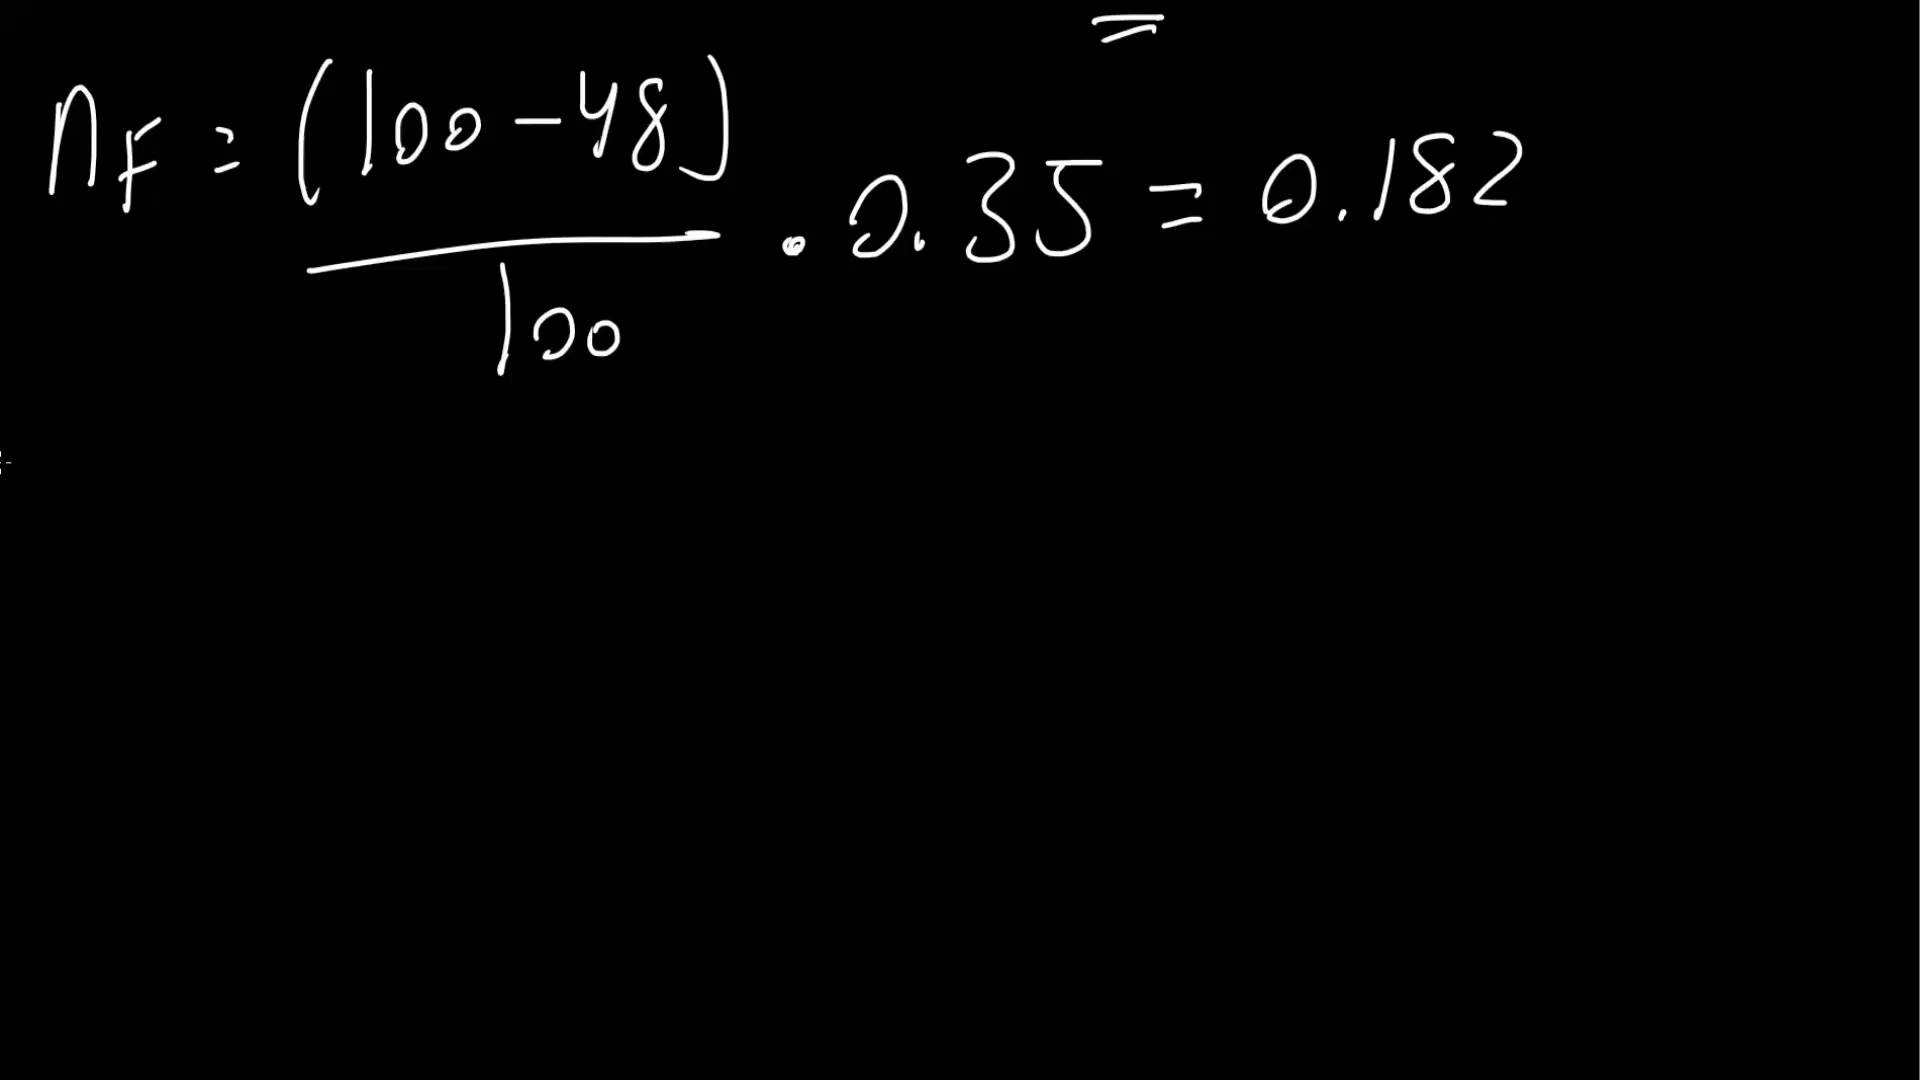 n_F = (100 - 48) / 100 · 0.35 = 0.182